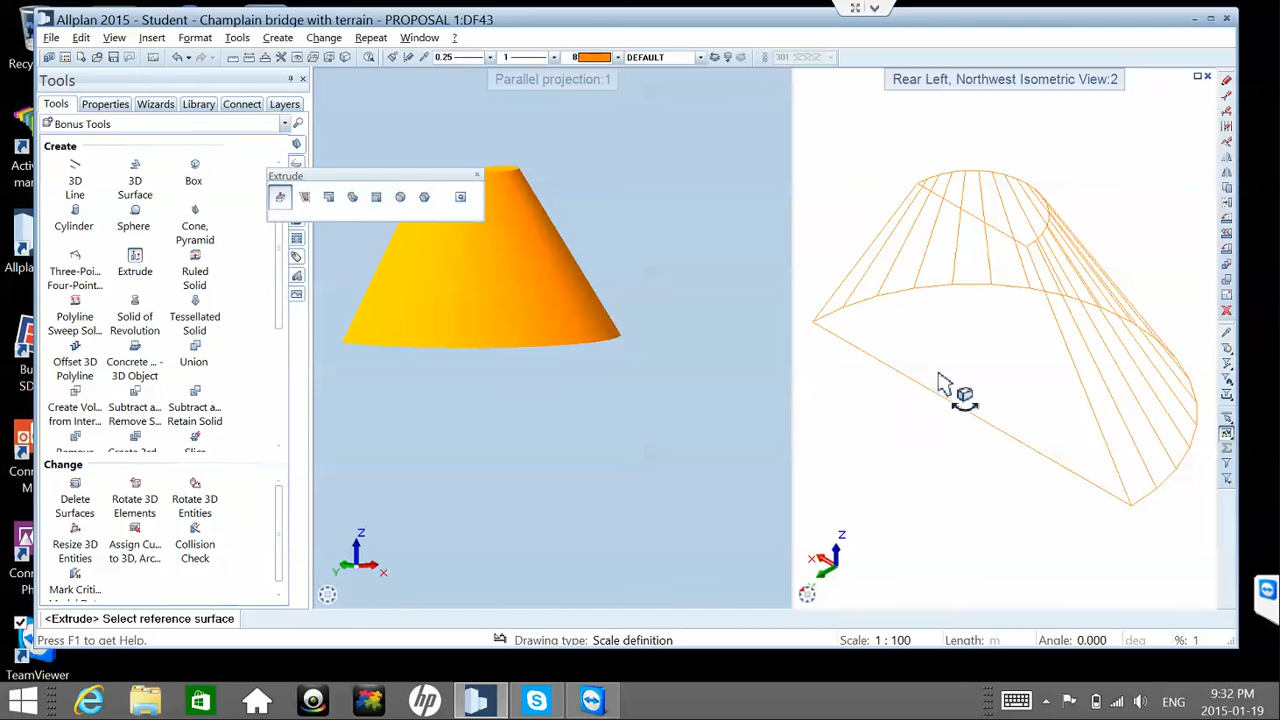 Allplan 2015 - Student - Champlain bridge with terrain - PROPOSAL 1:DF43
File Edit View Insert Format Tools Create Change Repeat Window ?
0.25 1 8 DEFAULT 301
Tools
Parallel projection:1
Rear Left, Northwest Isometric View:2
Tools Properties Wizards Library Connect Layers
Bonus Tools
Create
3D Line
3D Surface
Box
Extrude
Cylinder
Sphere
Cone, Pyramid
Three-Poi... Four-Point...
Extrude
Ruled Solid
Polyline Sweep Sol...
Solid of Revolution
Tessellated Solid
Offset 3D Polyline
Concrete ... - 3D Object
Union
Create Vol... from Inter...
Subtract a... Remove S...
Subtract a... Retain Solid
Change
Delete Surfaces
Rotate 3D Elements
Rotate 3D Entities
Resize 3D Entities
Assign Cu... to 3D, Arc...
Collision Check
Mark Criti...
Z
Y
X
Z
X
<Extrude> Select reference surface
Press F1 to get Help.
Drawing type: Scale definition
Scale: 1 : 100
Length: m
Angle: 0.000 deg
%: 1
TeamViewer
hp
ENG
9:32 PM
2015-01-19